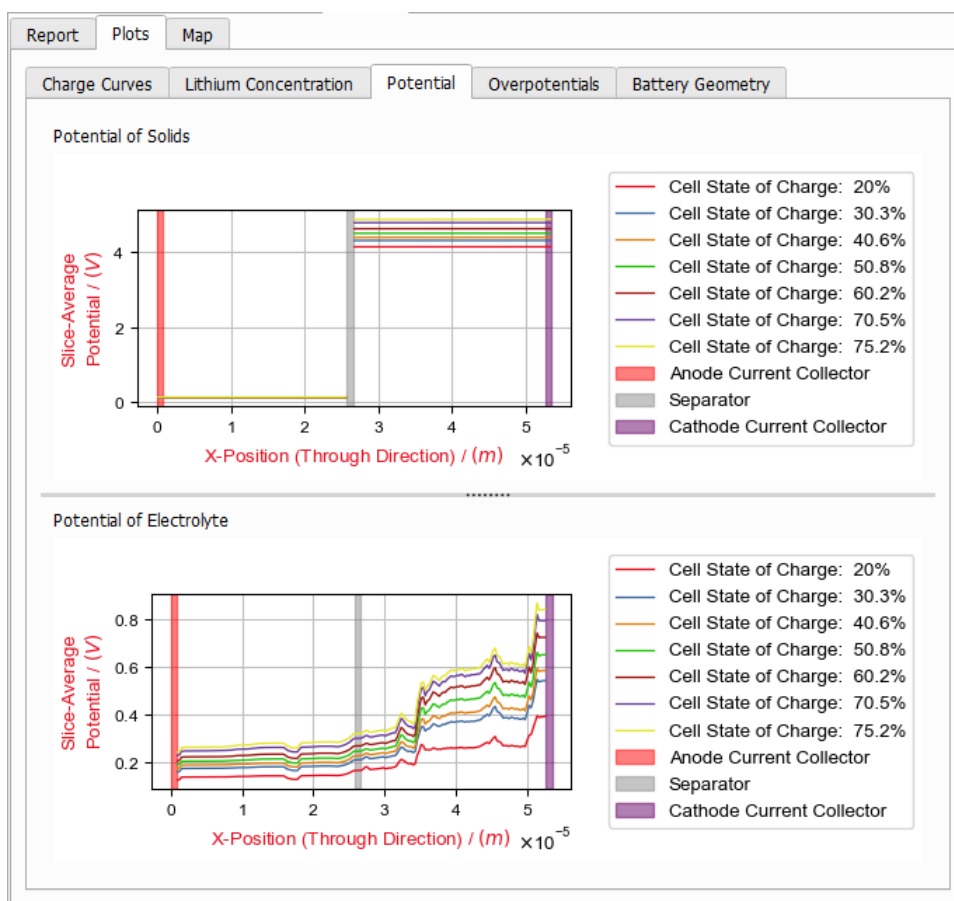 Report Plots Map
Charge Curves Lithium Concentration Potential Overpotentials Battery Geometry
Potential of Solids
Slice-Average
Potential / (V)
4
2
0
0 1 2 3 4 5
X-Position (Through Direction) / (m) ×10⁻⁵
Cell State of Charge: 20%
Cell State of Charge: 30.3%
Cell State of Charge: 40.6%
Cell State of Charge: 50.8%
Cell State of Charge: 60.2%
Cell State of Charge: 70.5%
Cell State of Charge: 75.2%
Anode Current Collector
Separator
Cathode Current Collector
Potential of Electrolyte
Slice-Average
Potential / (V)
0.8
0.6
0.4
0.2
0 1 2 3 4 5
X-Position (Through Direction) / (m) ×10⁻⁵
Cell State of Charge: 20%
Cell State of Charge: 30.3%
Cell State of Charge: 40.6%
Cell State of Charge: 50.8%
Cell State of Charge: 60.2%
Cell State of Charge: 70.5%
Cell State of Charge: 75.2%
Anode Current Collector
Separator
Cathode Current Collector